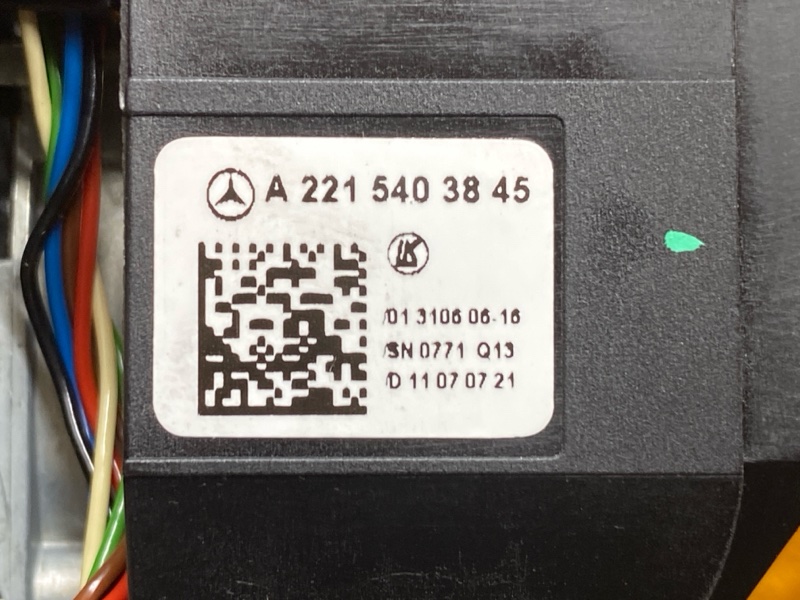 A 221 540 38 45
/01 3106 06-16
/SN 0771 Q13
/D 11 07 07 21